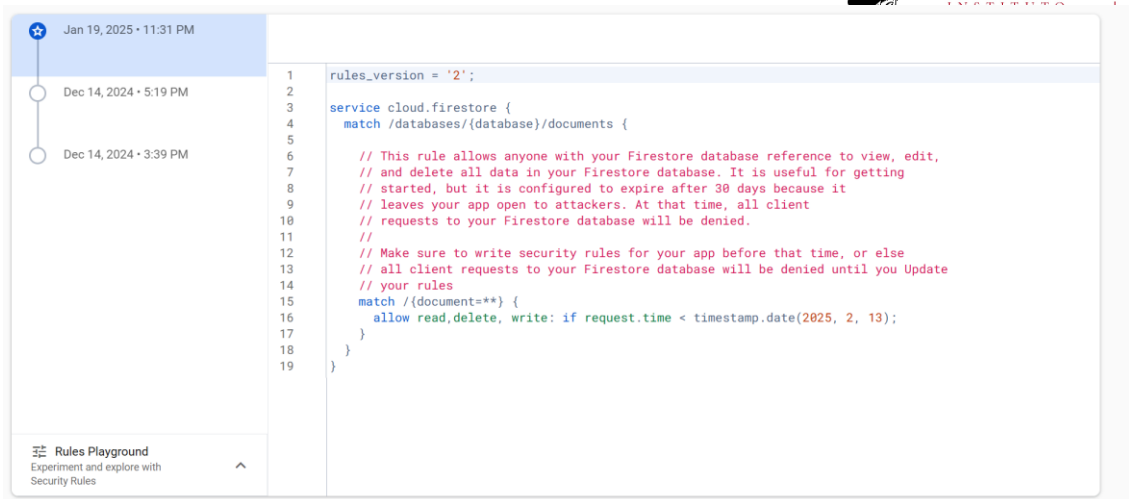 INSTITUTO
Jan 19, 2025 • 11:31 PM
Dec 14, 2024 • 5:19 PM
Dec 14, 2024 • 3:39 PM
1 rules_version = '2';
2
3 service cloud.firestore {
4 match /databases/{database}/documents {
5
6 // This rule allows anyone with your Firestore database reference to view, edit,
7 // and delete all data in your Firestore database. It is useful for getting
8 // started, but it is configured to expire after 30 days because it
9 // leaves your app open to attackers. At that time, all client
10 // requests to your Firestore database will be denied.
11 //
12 // Make sure to write security rules for your app before that time, or else
13 // all client requests to your Firestore database will be denied until you Update
14 // your rules
15 match /{document=**} {
16 allow read,delete, write: if request.time < timestamp.date(2025, 2, 13);
17 }
18 }
19 }
Rules Playground
Experiment and explore with
Security Rules